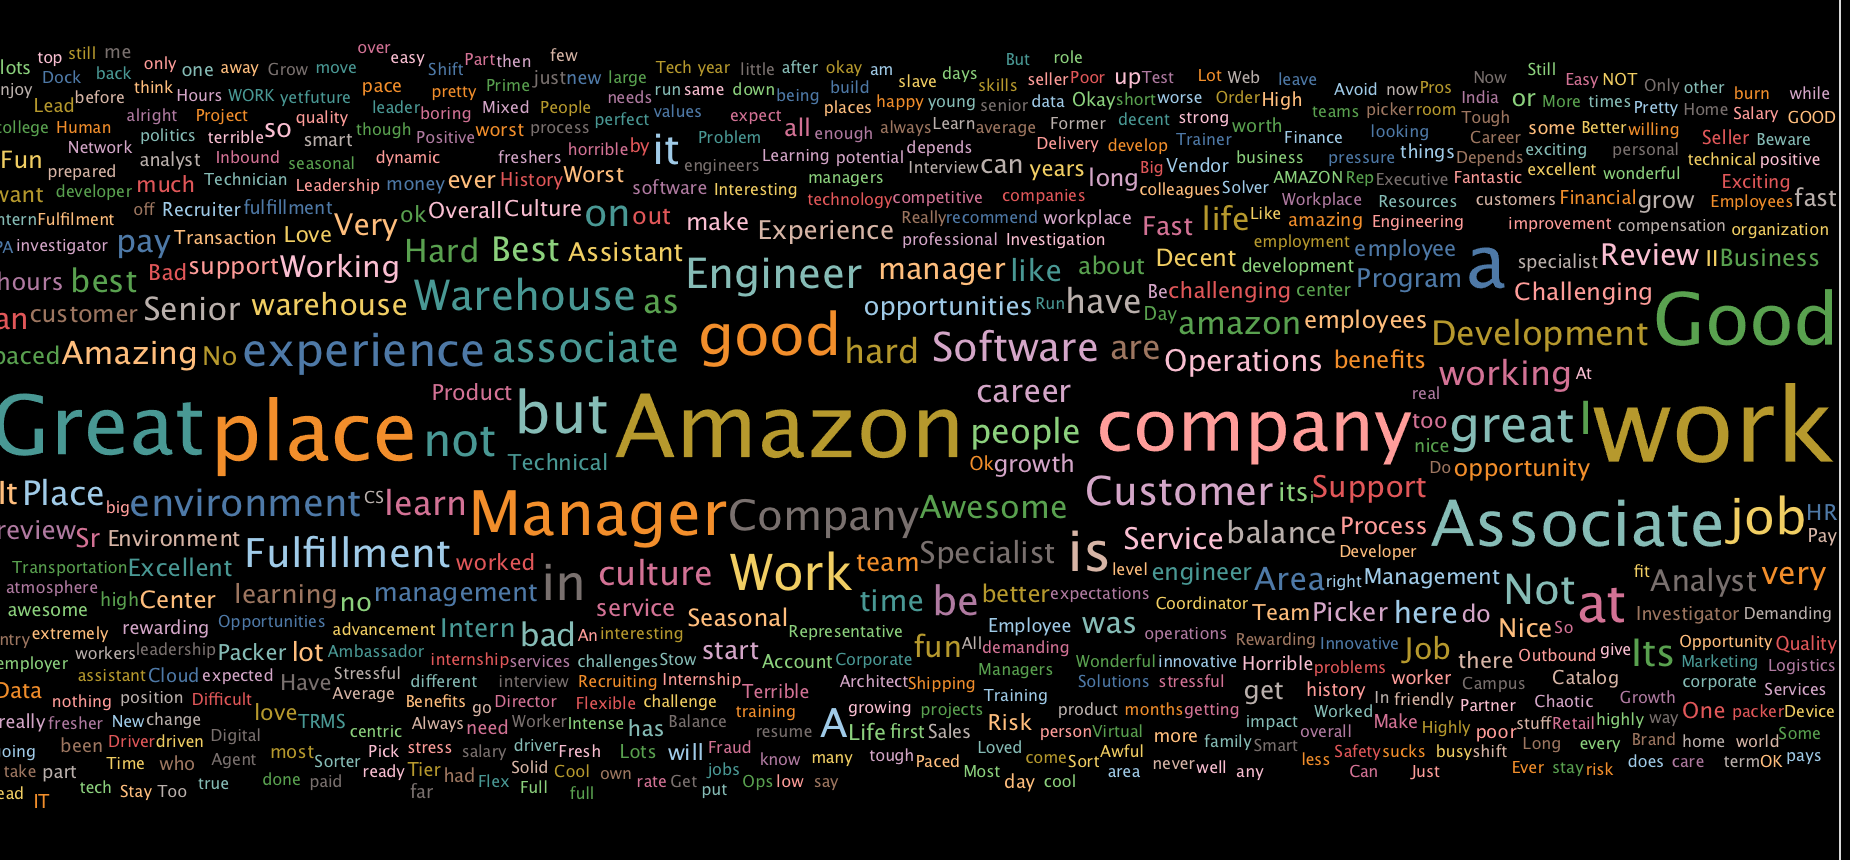 over
top still me
easy
Part then
few
But role
lots
only one away Grow move
Shift
Tech year little after okay am
Still
Dock back
just new large
slave days skills
seller Poor up Test
Lot Web leave
Now
Easy NOT Only other burn while
think Hours WORK yet future
pace pretty Prime
needs run same down being build
places happy young senior data Okay short worse Order High
Avoid now Pros
India or More times Pretty Home Salary GOOD
Lead before
leader boring Mixed People
perfect values
teams picker room
Tough
alright Project quality
expect all enough always Learn average Former decent strong worth
Human politics terrible so smart though Positive worst process
it Problem
Trainer Finance looking Career some Better willing
Network
horrible by
Delivery develop
Seller Beware
Fun prepared analyst Inbound seasonal dynamic freshers
engineers Learning potential depends
Interview can years long Big Vendor business pressure things Depends exciting personal technical positive
developer much Technician Leadership money ever History Worst software Interesting managers
colleagues Solver AMAZON Rep Executive Fantastic excellent wonderful Exciting
technology competitive companies
Workplace Resources customers Financial grow Employees fast
off Recruiter fulfillment Very ok Overall Culture on out make Experience Really recommend workplace Fast life Like amazing Engineering improvement compensation organization
investigator pay Transaction Love Hard Best Assistant professional Investigation employment employee
hours best Bad support Working Engineer manager like about Decent development Program a specialist Review II Business
customer Senior warehouse Warehouse as opportunities Run have Be challenging center Challenging Good
Day
Amazing No experience associate good hard Software are amazon employees Development
Operations benefits working At
Product career real
Great place not but Amazon people company too great I work
Technical Ok growth nice Do opportunity
It Place big environment CS learn Manager Company Awesome Customer its i Support Associate job HR
review Sr Environment Service balance Process Pay
Transportation Excellent Fulfillment worked Work team Specialist is level engineer Area right Management Developer fit Analyst very
atmosphere high Center learning no management in culture time be better expectations Coordinator Team Picker here do Not at Investigator Demanding
awesome rewarding Opportunities service Seasonal
extremely advancement Intern bad An interesting Representative Employee was operations Rewarding Innovative Nice So Opportunity Quality
workers leadership Packer lot Ambassador start fun All demanding Job there Outbound give Its Marketing Logistics
employer internship services challenges Stow Account Corporate Managers Wonderful innovative Horrible problems
assistant Cloud expected Have Stressful different interview Recruiting Internship Terrible Architect Shipping Solutions stressful get worker Campus Catalog corporate Services
Data nothing position Difficult Average Benefits go Director Flexible challenge training growing projects Training product months getting history In friendly Partner Chaotic Growth One packer Device
really fresher New change love TRMS centric Always need Worker Intense has Balance resume A Life first Sales Risk person Virtual impact Worked Make Highly poor stuff Retail highly way
been Driver driven Digital most Sorter Pick stress salary driver Fresh Lots will Fraud Loved more family Smart overall Long every Brand home world Some
take part Time who Agent ready Tier had Solid Cool own jobs know many tough Paced Most come Sort Awful never well any less Safety sucks busy shift does care term OK pays
tech Stay Too true done paid far Flex Full full rate Get put Ops low say day cool area Can Just Ever stay risk
IT